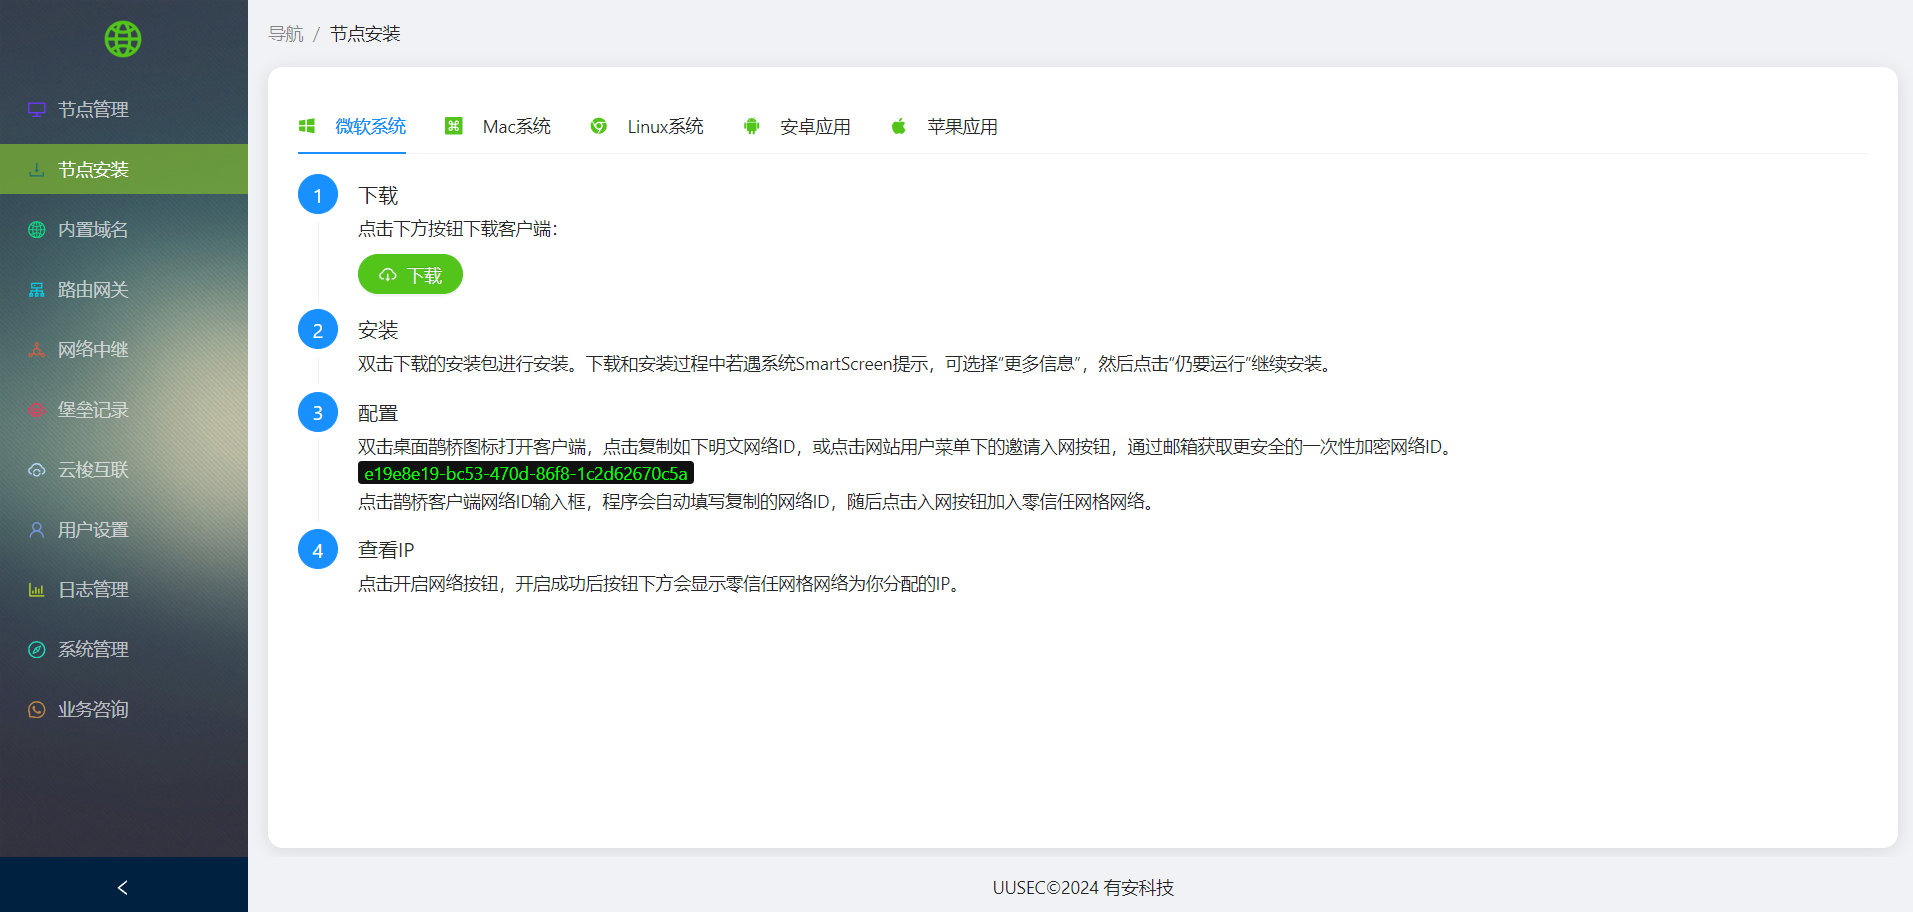 导航 / 节点安装
节点管理
节点安装
内置域名
路由网关
网络中继
堡垒记录
云梭互联
用户设置
日志管理
系统管理
业务咨询
微软系统 Mac系统 Linux系统 安卓应用 苹果应用
1 下载
点击下方按钮下载客户端：
下载
2 安装
双击下载的安装包进行安装。下载和安装过程中若遇系统SmartScreen提示，可选择“更多信息”，然后点击“仍要运行”继续安装。
3 配置
双击桌面鹊桥图标打开客户端，点击复制如下明文网络ID，或点击网站用户菜单下的邀请入网按钮，通过邮箱获取更安全的一次性加密网络ID。
e19e8e19-bc53-470d-86f8-1c2d62670c5a
点击鹊桥客户端网络ID输入框，程序会自动填写复制的网络ID，随后点击入网按钮加入零信任网格网络。
4 查看IP
点击开启网络按钮，开启成功后按钮下方会显示零信任网格网络为你分配的IP。
UUSEC©2024 有安科技